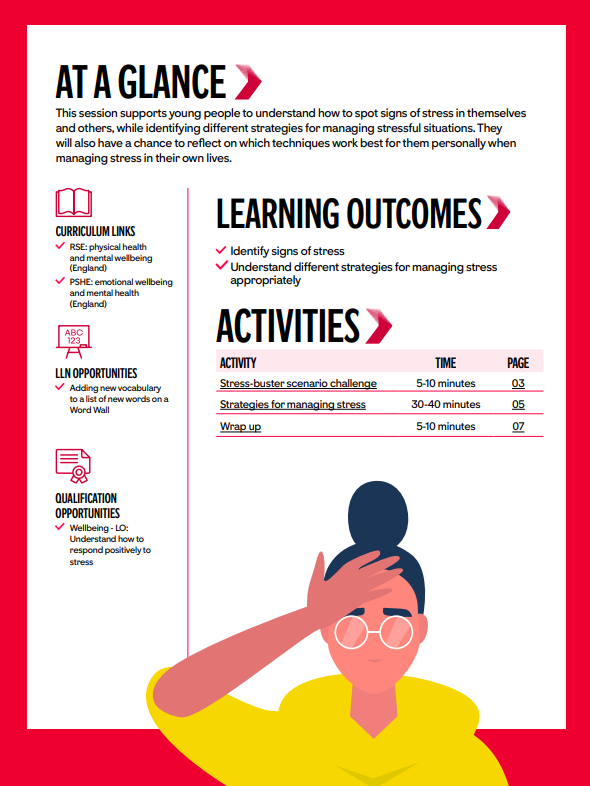 AT A GLANCE
This session supports young people to understand how to spot signs of stress in themselves
and others, while identifying different strategies for managing stressful situations. They
will also have a chance to reflect on which techniques work best for them personally when
managing stress in their own lives.
CURRICULUM LINKS
RSE: physical health
and mental wellbeing
(England)
PSHE: emotional wellbeing
and mental health
(England)
ABC
123
LLN OPPORTUNITIES
Adding new vocabulary
to a list of new words on a
Word Wall
QUALIFICATION
OPPORTUNITIES
Wellbeing - LO:
Understand how to
respond positively to
stress
LEARNING OUTCOMES
Identify signs of stress
Understand different strategies for managing stress
appropriately
ACTIVITIES
ACTIVITY TIME PAGE
Stress-buster scenario challenge 5-10 minutes 03
Strategies for managing stress 30-40 minutes 05
Wrap up 5-10 minutes 07